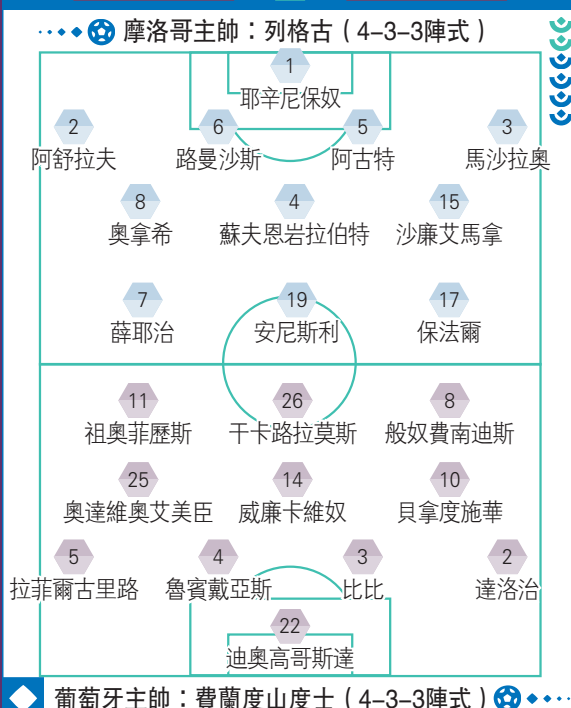 摩洛哥主帥：列格古（4–3–3陣式）
1
耶辛尼保奴
2 6 5 3
阿舒拉夫 路曼沙斯 阿古特 馬沙拉奧
8 4 15
奧拿希 蘇夫恩岩拉伯特 沙廉艾馬拿
7 19 17
薛耶治 安尼斯利 保法爾
11 26 8
祖奧菲歷斯 干卡路拉莫斯 般奴費南迪斯
25 14 10
奧達維奧艾美臣 威廉卡維奴 貝拿度施華
5 4 3 2
拉菲爾古里路 魯賓戴亞斯 比比 達洛治
22
迪奧高哥斯達
葡萄牙主帥：費蘭度山度士（4–3–3陣式）